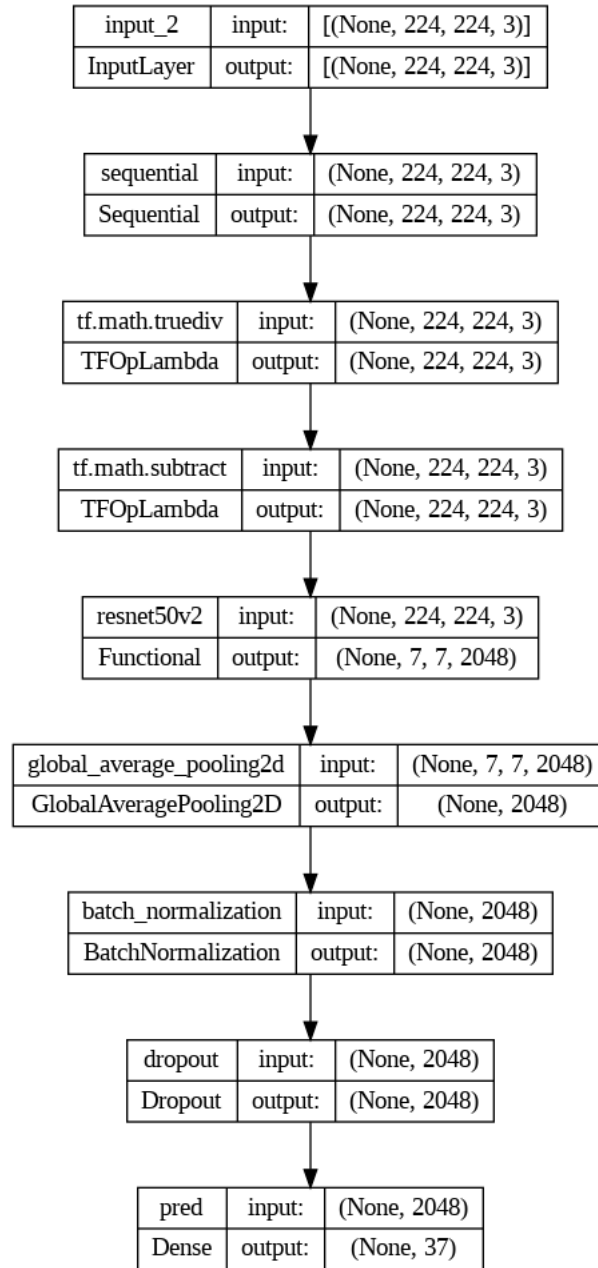 input_2 input: [(None, 224, 224, 3)]
InputLayer output: [(None, 224, 224, 3)]
sequential input: (None, 224, 224, 3)
Sequential output: (None, 224, 224, 3)
tf.math.truediv input: (None, 224, 224, 3)
TFOpLambda output: (None, 224, 224, 3)
tf.math.subtract input: (None, 224, 224, 3)
TFOpLambda output: (None, 224, 224, 3)
resnet50v2 input: (None, 224, 224, 3)
Functional output: (None, 7, 7, 2048)
global_average_pooling2d input: (None, 7, 7, 2048)
GlobalAveragePooling2D output: (None, 2048)
batch_normalization input: (None, 2048)
BatchNormalization output: (None, 2048)
dropout input: (None, 2048)
Dropout output: (None, 2048)
pred input: (None, 2048)
Dense output: (None, 37)